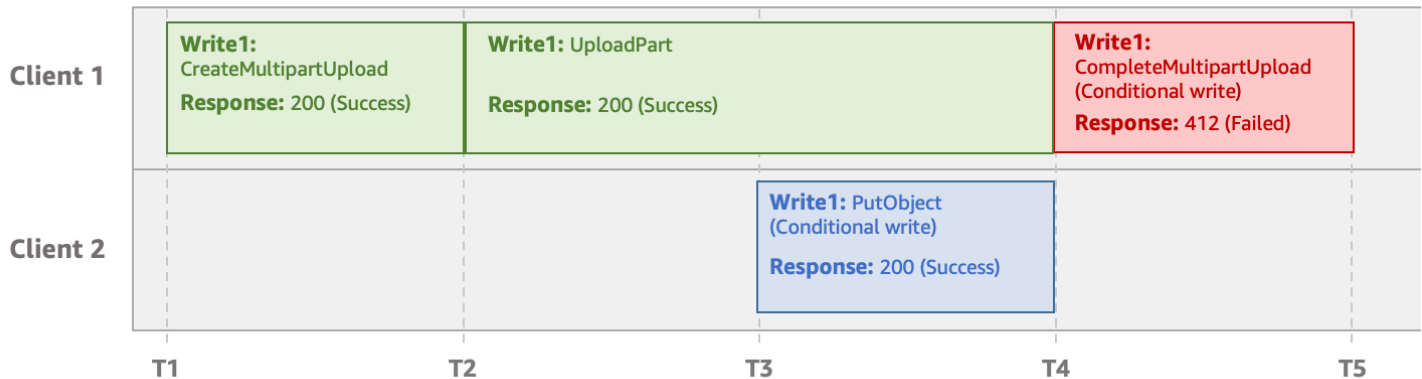 Client 1
Write1:
CreateMultipartUpload
Response: 200 (Success)
Write1: UploadPart
Response: 200 (Success)
Write1:
CompleteMultipartUpload
(Conditional write)
Response: 412 (Failed)
Client 2
Write1: PutObject
(Conditional write)
Response: 200 (Success)
T1
T2
T3
T4
T5